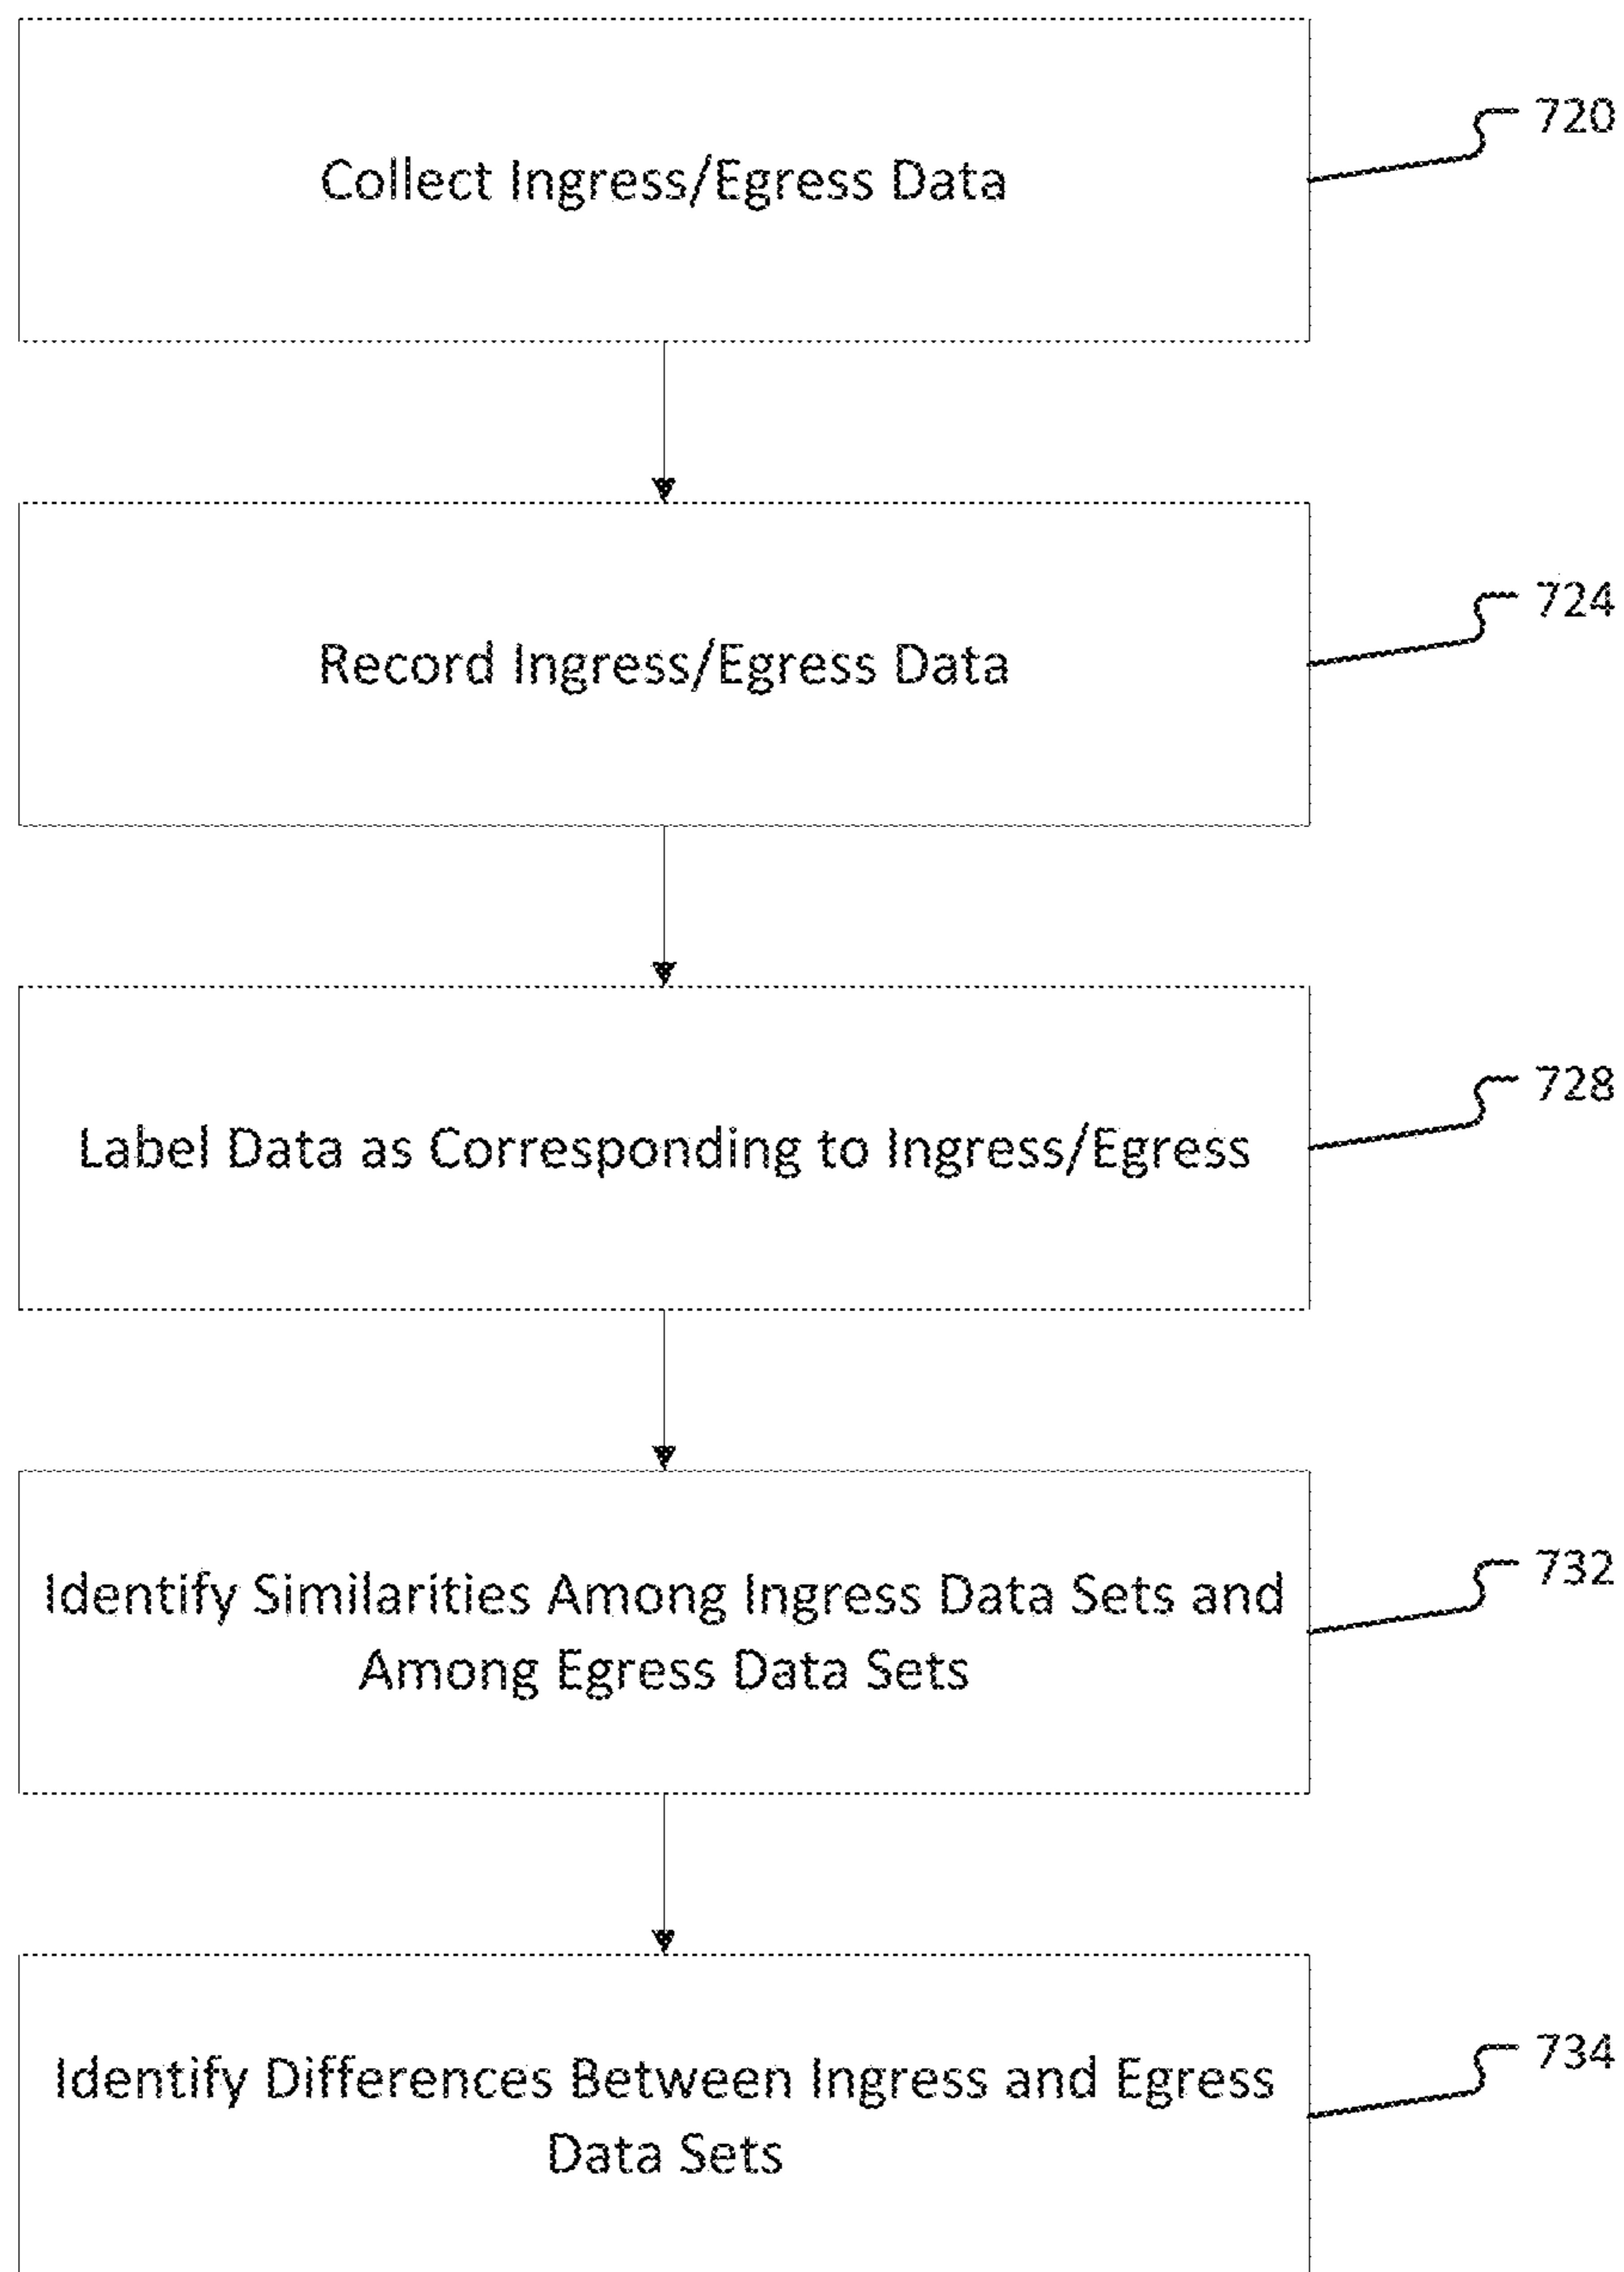 Collect Ingress/Egress Data
720
Record Ingress/Egress Data
724
Label Data as Corresponding to Ingress/Egress
728
Identify Similarities Among Ingress Data Sets and
Among Egress Data Sets
732
Identify Differences Between Ingress and Egress
Data Sets
734